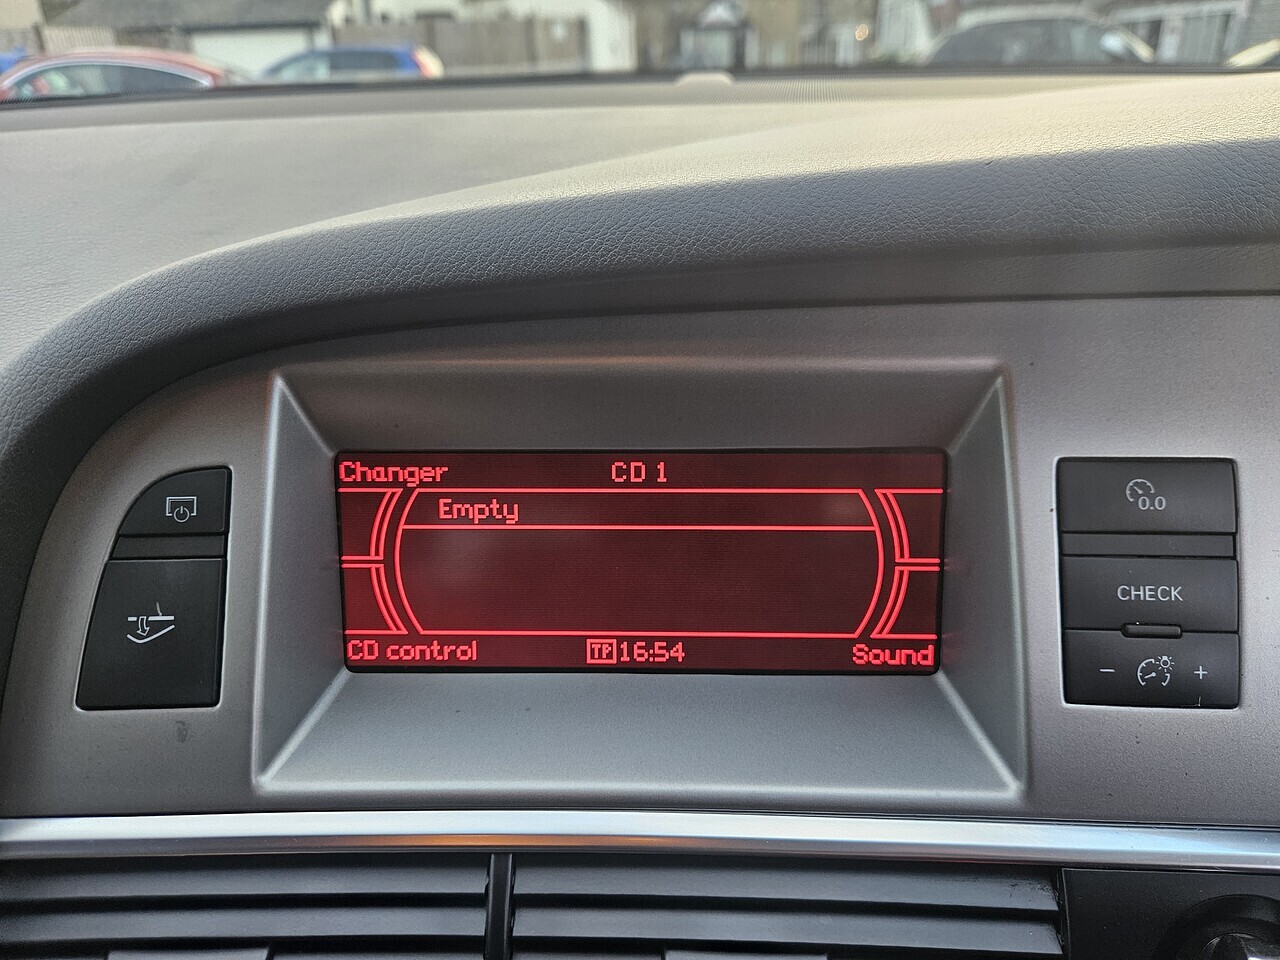 Changer CD 1
Empty
CD control TP 16:54 Sound
0.0
CHECK
- +